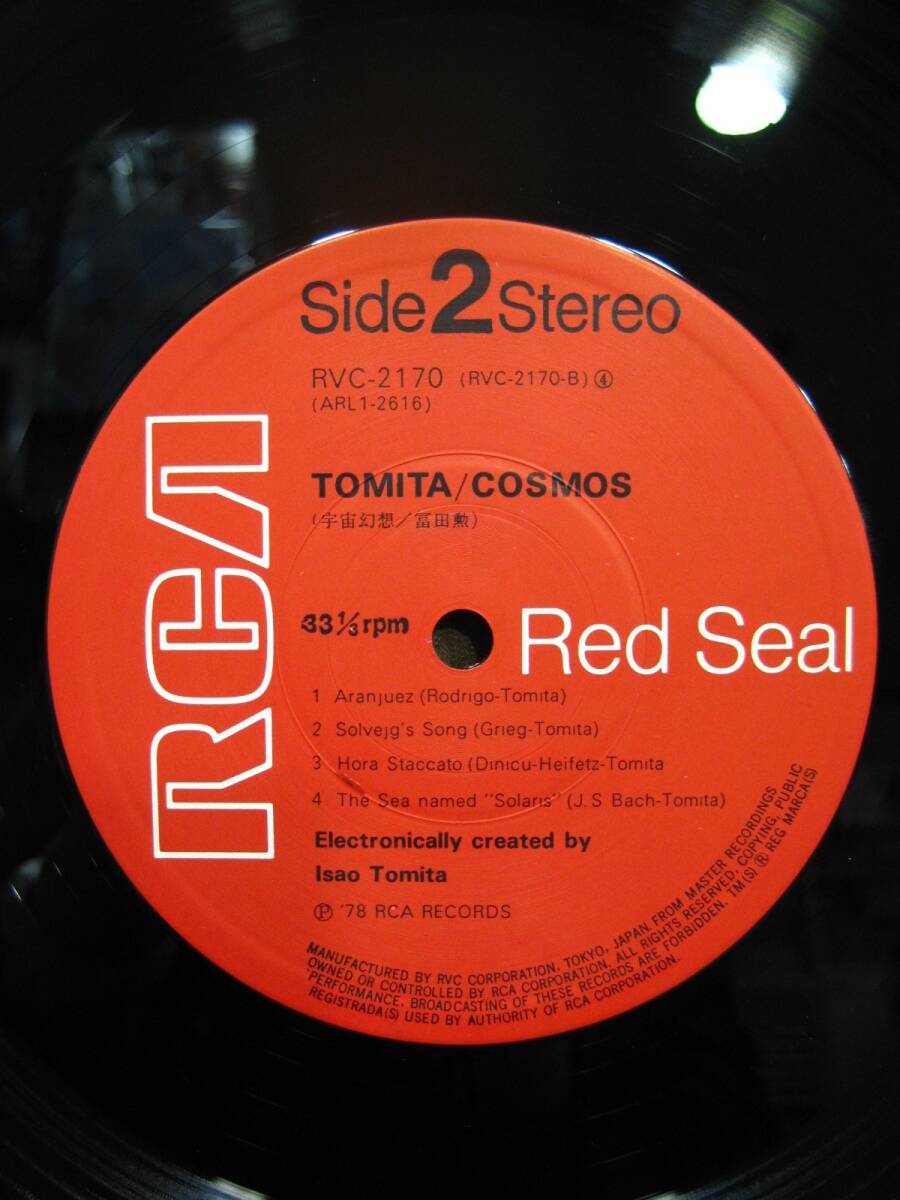 Side 2 Stereo
RVC-2170 (RVC-2170-B) ④
(ARL1-2616)
TOMITA/COSMOS
(宇宙幻想/冨田勲)
33⅓rpm
RCA
Red Seal
1 Aranjuez (Rodrigo-Tomita)
2 Solvejg's Song (Grieg-Tomita)
3 Hora Staccato (Dinicu-Heifetz-Tomita
4 The Sea named "Solaris" (J. S Bach-Tomita)
Electronically created by
Isao Tomita
Ⓟ '78 RCA RECORDS
MANUFACTURED BY RVC CORPORATION, TOKYO, JAPAN, FROM MASTER RECORDINGS
OWNED OR CONTROLLED BY RCA CORPORATION. ALL RIGHTS RESERVED, COPYING, PUBLIC
PERFORMANCE, BROADCASTING OF THESE RECORDS ARE FORBIDDEN. TM(S) ® REG MARCA(S)
REGISTRADA(S) USED BY AUTHORITY OF RCA CORPORATION.